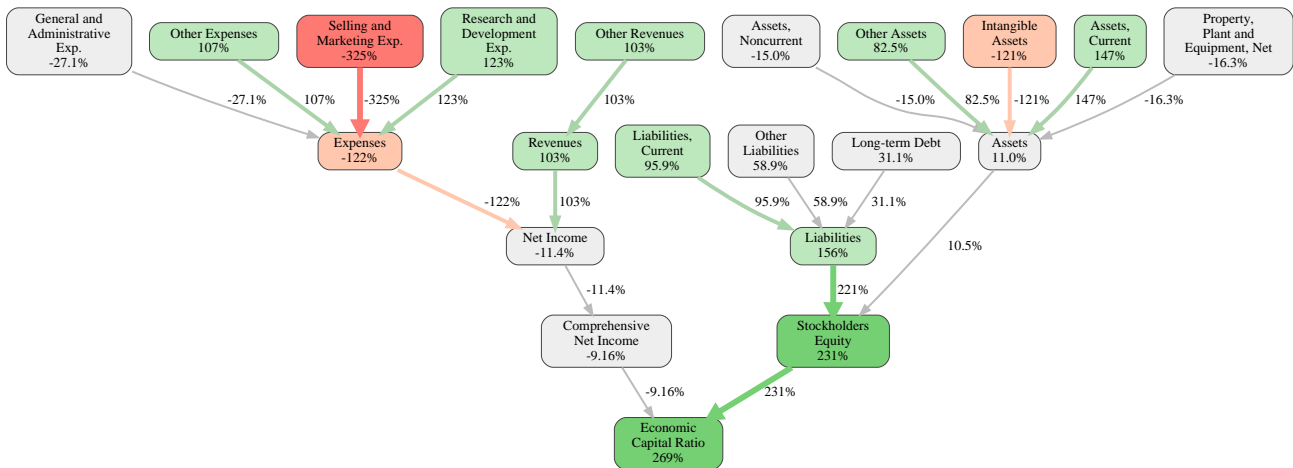 General and
Administrative
Exp.
-27.1%
Other Expenses
107%
Selling and
Marketing Exp.
-325%
Research and
Development
Exp.
123%
Other Revenues
103%
Assets,
Noncurrent
-15.0%
Other Assets
82.5%
Intangible
Assets
-121%
Assets,
Current
147%
Property,
Plant and
Equipment, Net
-16.3%
-27.1%
107%
-325%
123%
103%
-15.0%
82.5%
-121%
147%
-16.3%
Expenses
-122%
Revenues
103%
Liabilities,
Current
95.9%
Other
Liabilities
58.9%
Long-term Debt
31.1%
Assets
11.0%
-122%
103%
95.9%
58.9%
31.1%
10.5%
Net Income
-11.4%
Liabilities
156%
-11.4%
221%
Comprehensive
Net Income
-9.16%
Stockholders
Equity
231%
-9.16%
231%
Economic
Capital Ratio
269%